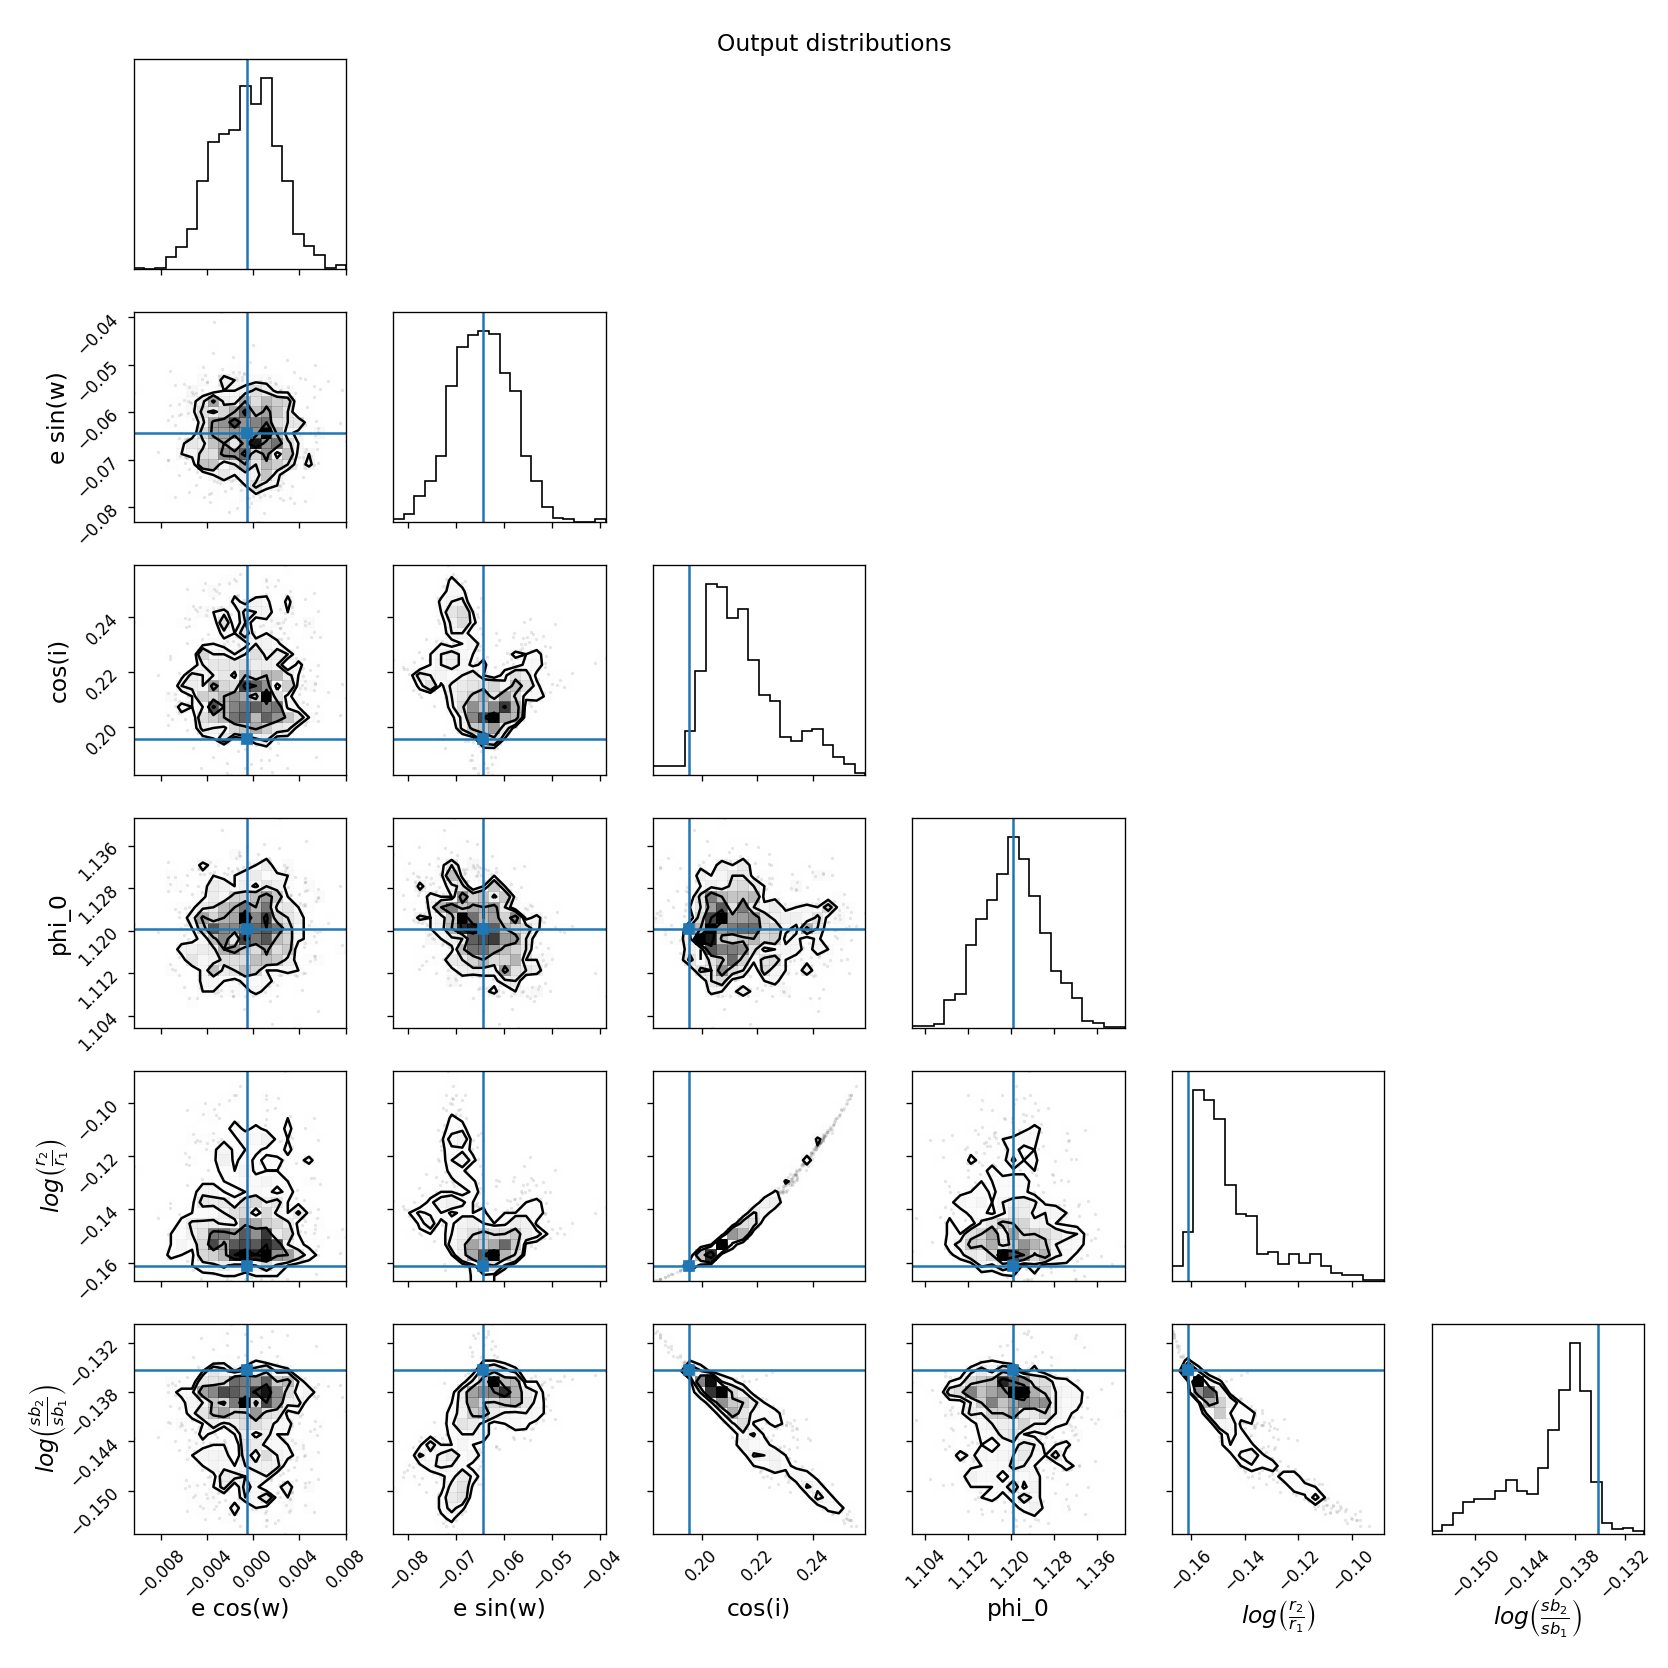 Output distributions
−0.04
−0.05
−0.06
−0.07
−0.08
e sin(w)
0.24
0.22
0.20
cos(i)
1.136
1.128
1.120
1.112
1.104
phi_0
−0.10
−0.12
−0.14
−0.16
log(r₂/r₁)
−0.132
−0.138
−0.144
−0.150
log(sb₂/sb₁)
−0.008 −0.004 0.000 0.004 0.008
−0.08 −0.07 −0.06 −0.05 −0.04
0.20 0.22 0.24
1.104 1.112 1.120 1.128 1.136
−0.16 −0.14 −0.12 −0.10
−0.150 −0.144 −0.138 −0.132
e cos(w)
e sin(w)
cos(i)
phi_0
log(r₂/r₁)
log(sb₂/sb₁)